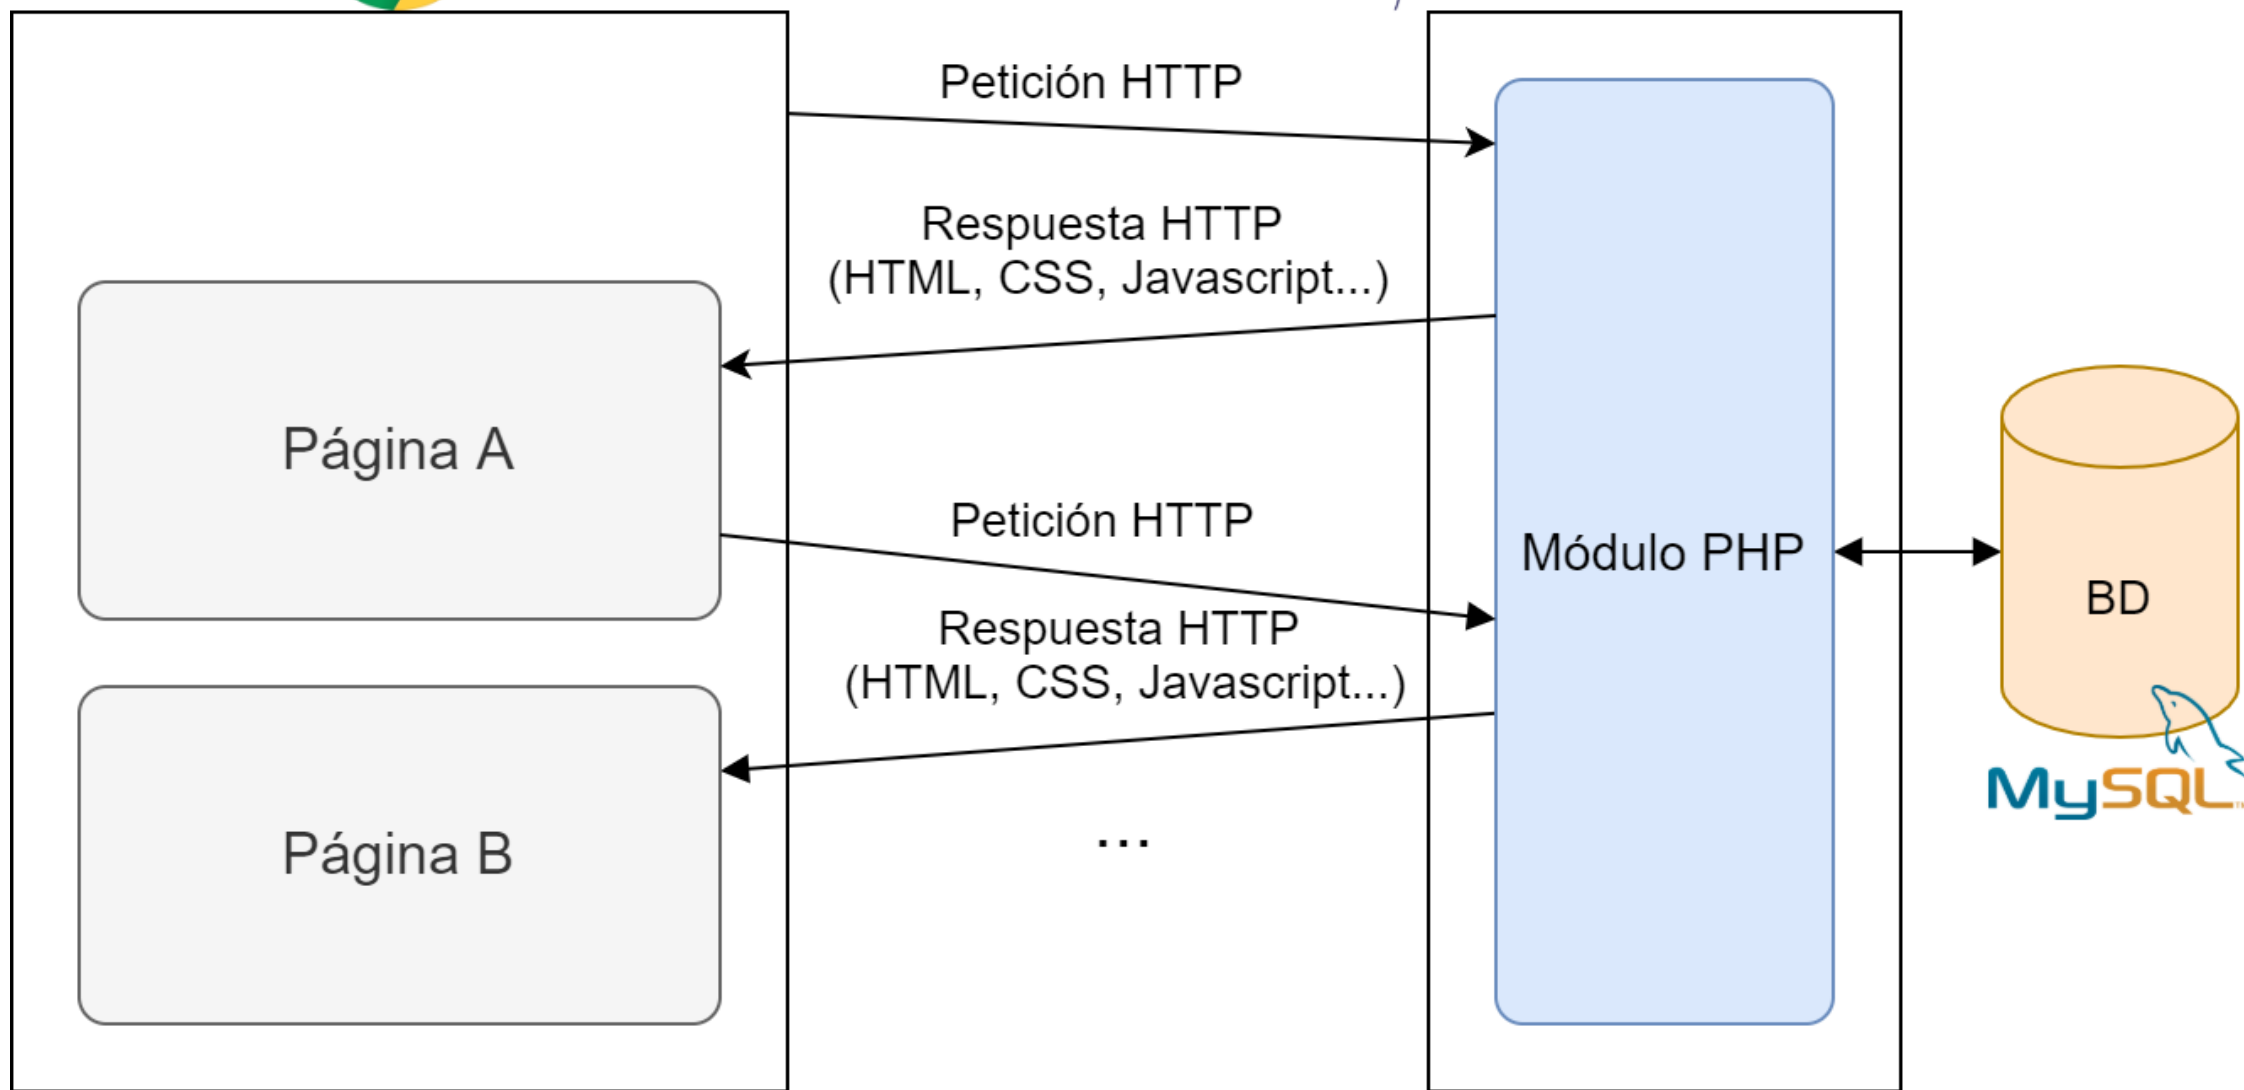 Petición HTTP
Respuesta HTTP
(HTML, CSS, Javascript...)
Página A
Petición HTTP
Módulo PHP
BD
Respuesta HTTP
(HTML, CSS, Javascript...)
MySQL
TM
...
Página B